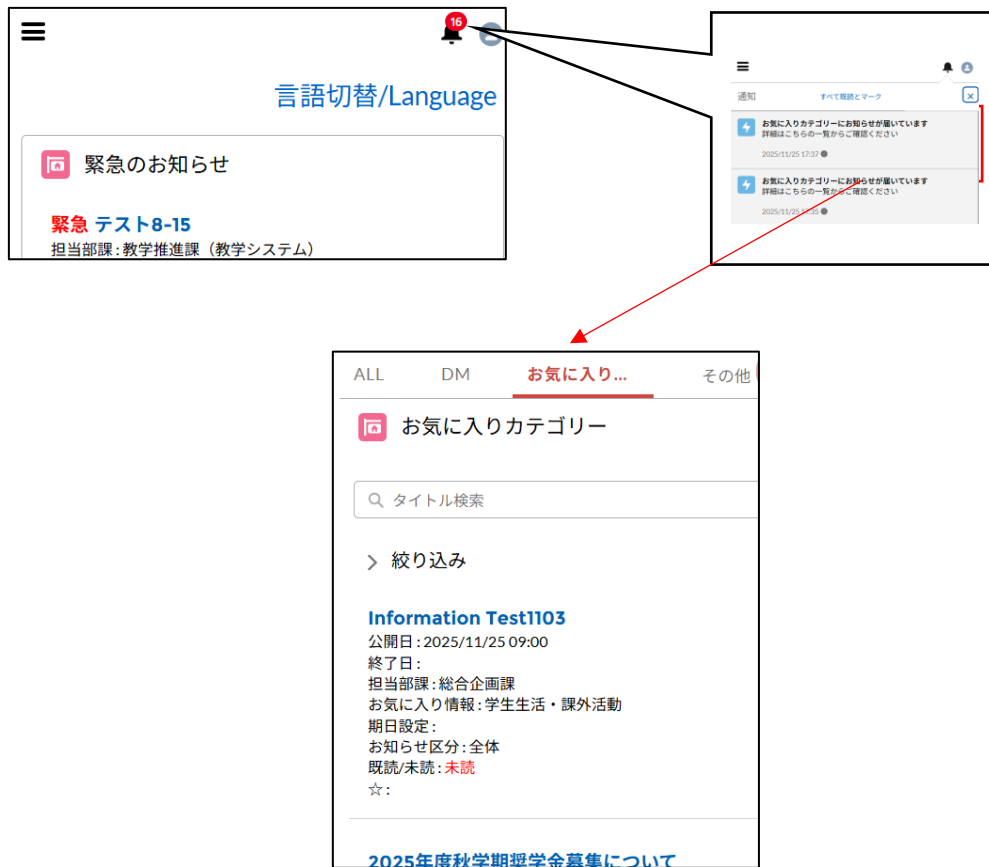 16
言語切替/Language
緊急のお知らせ
緊急 テスト8-15
担当部課:教学推進課（教学システム）
通知 すべて既読とマーク
お気に入りカテゴリーにお知らせが届いています
詳細はこちらの一覧からご確認ください
2025/11/25 17:37
お気に入りカテゴリーにお知らせが届いています
詳細はこちらの一覧からご確認ください
2025/11/25
ALL DM お気に入り... その他
お気に入りカテゴリー
タイトル検索
絞り込み
Information Test1103
公開日:2025/11/25 09:00
終了日:
担当部課:総合企画課
お気に入り情報:学生生活・課外活動
期日設定:
お知らせ区分:全体
既読/未読:未読
☆:
2025年度秋学期奨学金募集について